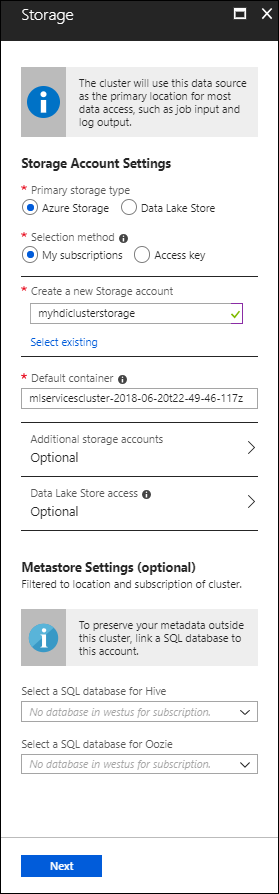 Storage
The cluster will use this data source
as the primary location for most
data access, such as job input and
log output.
Storage Account Settings
* Primary storage type
Azure Storage Data Lake Store
* Selection method
My subscriptions Access key
* Create a new Storage account
myhdiclusterstorage
Select existing
* Default container
mlservicescluster-2018-06-20t22-49-46-117z
Additional storage accounts
Optional
Data Lake Store access
Optional
Metastore Settings (optional)
Filtered to location and subscription of cluster.
To preserve your metadata outside
this cluster, link a SQL database to
this account.
Select a SQL database for Hive
No database in westus for subscription.
Select a SQL database for Oozie
No database in westus for subscription.
Next